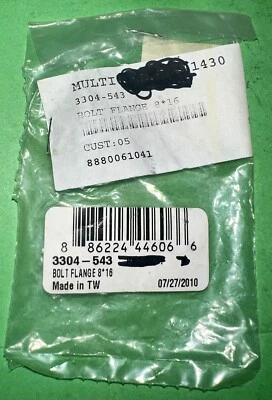 MULTI 1430
3304-543
BOLT FLANGE 8*16
CUST:05
8880061041
8 86224 44606 6
3304-543
BOLT FLANGE 8*16
Made in TW 07/27/2010